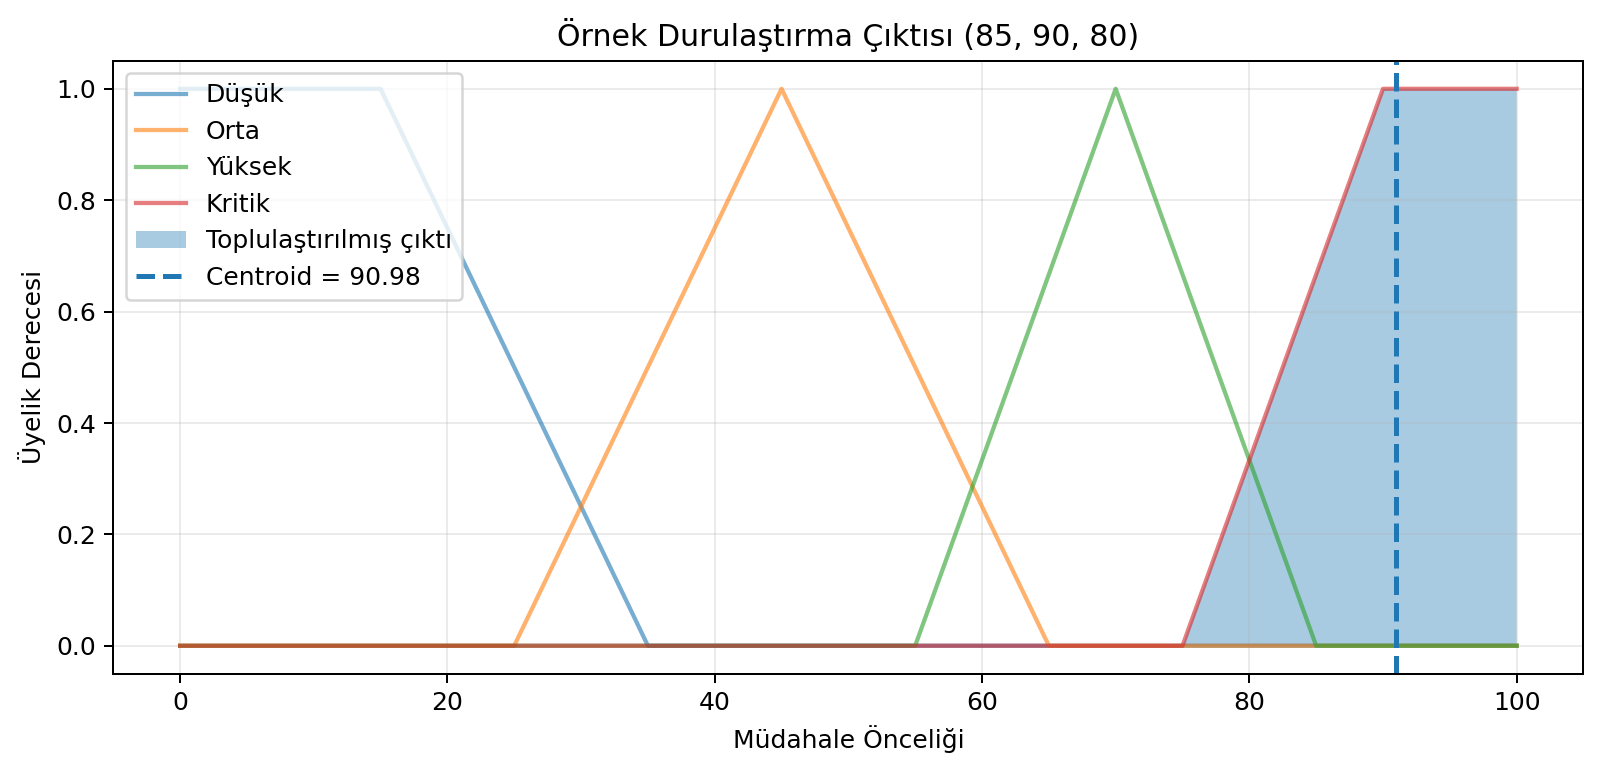 Örnek Durulaştırma Çıktısı (85, 90, 80)
Düşük
Orta
Yüksek
Kritik
Toplulaştırılmış çıktı
Centroid = 90.98
Üyelik Derecesi
1.0
0.8
0.6
0.4
0.2
0.0
0 20 40 60 80 100
Müdahale Önceliği